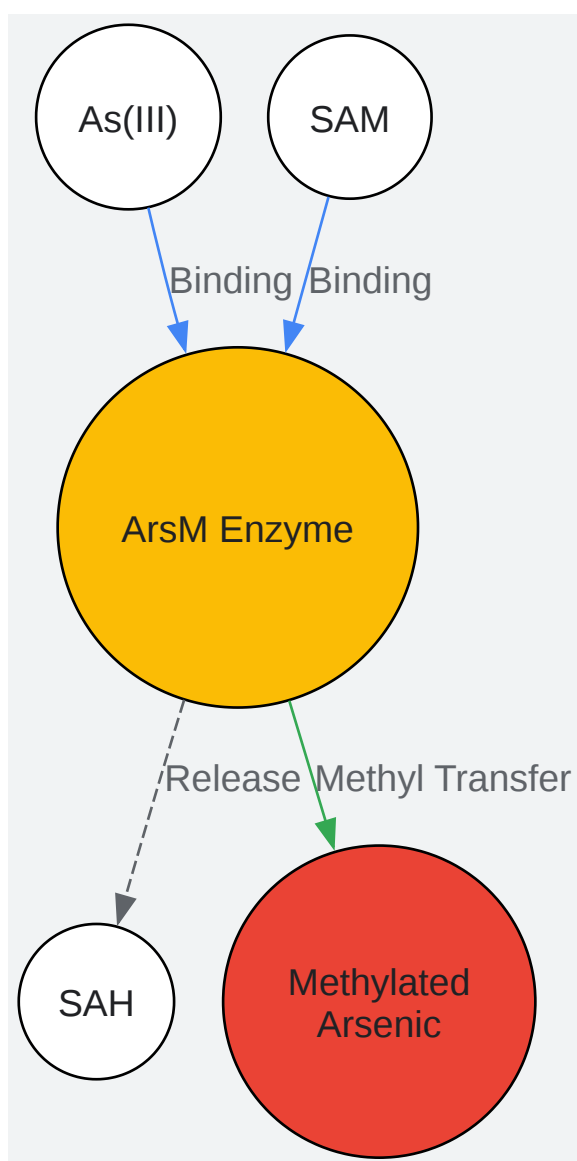 As(III)
SAM
Binding
Binding
ArsM Enzyme
Release
Methyl Transfer
SAH
Methylated
Arsenic